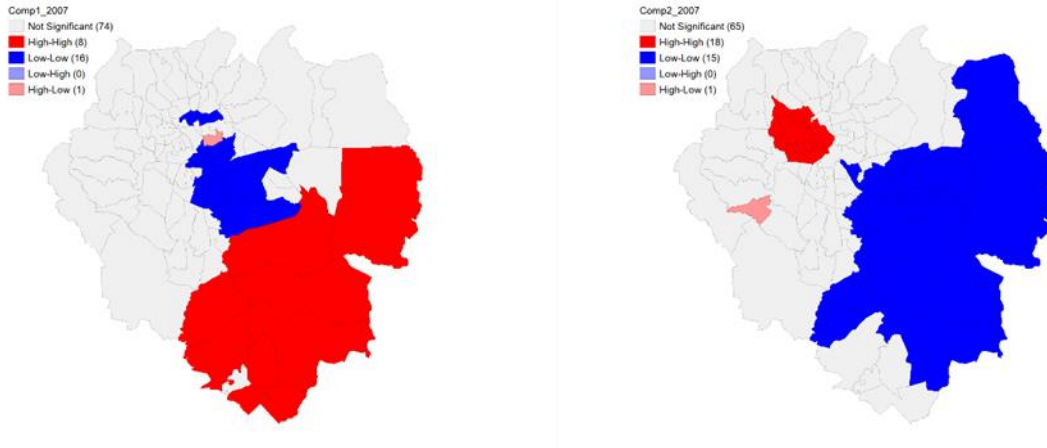 Comp1_2007
Not Significant (74)
High-High (8)
Low-Low (16)
Low-High (0)
High-Low (1)
Comp2_2007
Not Significant (65)
High-High (18)
Low-Low (15)
Low-High (0)
High-Low (1)